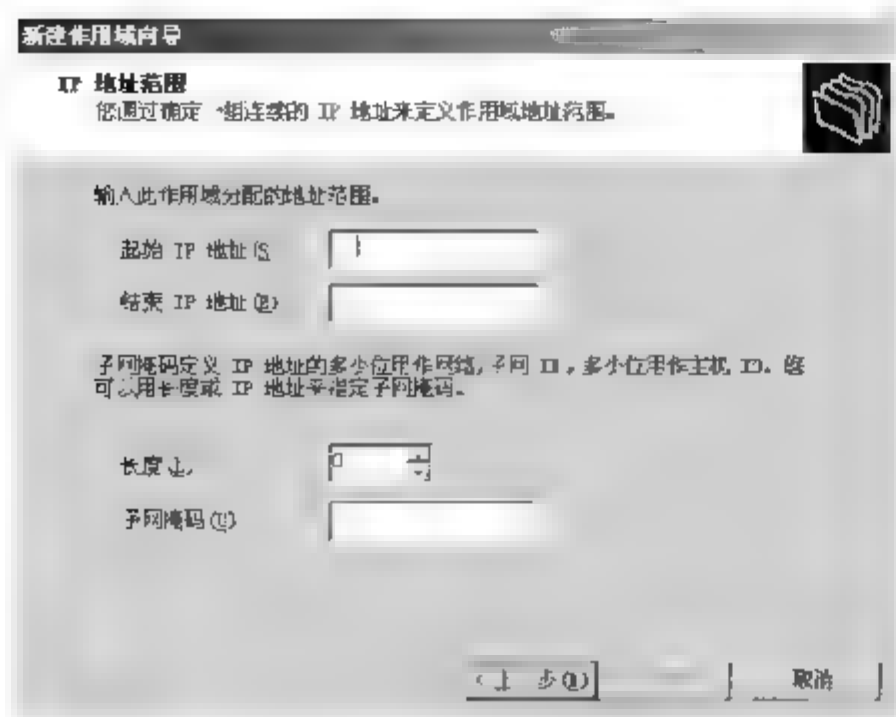 新建作用域向导
IP 地址范围
您通过确定一组连续的 IP 地址来定义作用域地址范围。
输入此作用域分配的地址范围。
起始 IP 地址(S
结束 IP 地址(E)
子网掩码定义 IP 地址的多少位用作网络/子网 ID，多少位用作主机 ID。您
可以用长度或 IP 地址来指定子网掩码。
长度(L)
0
子网掩码(U)
<上一步(B)
取消